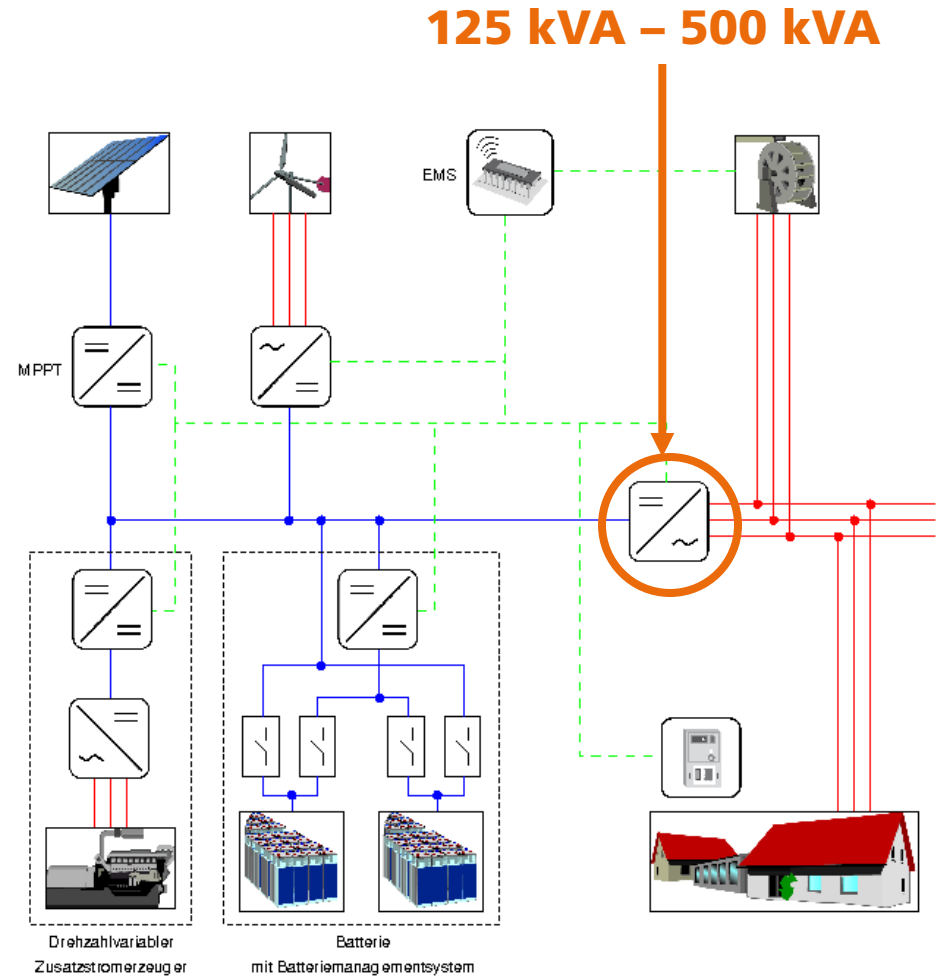 125 kVA – 500 kVA
EMS
MPPT
Drehzahlvariabler
Zusatzstromerzeuger
Batterie
mit Batteriemanagementsystem